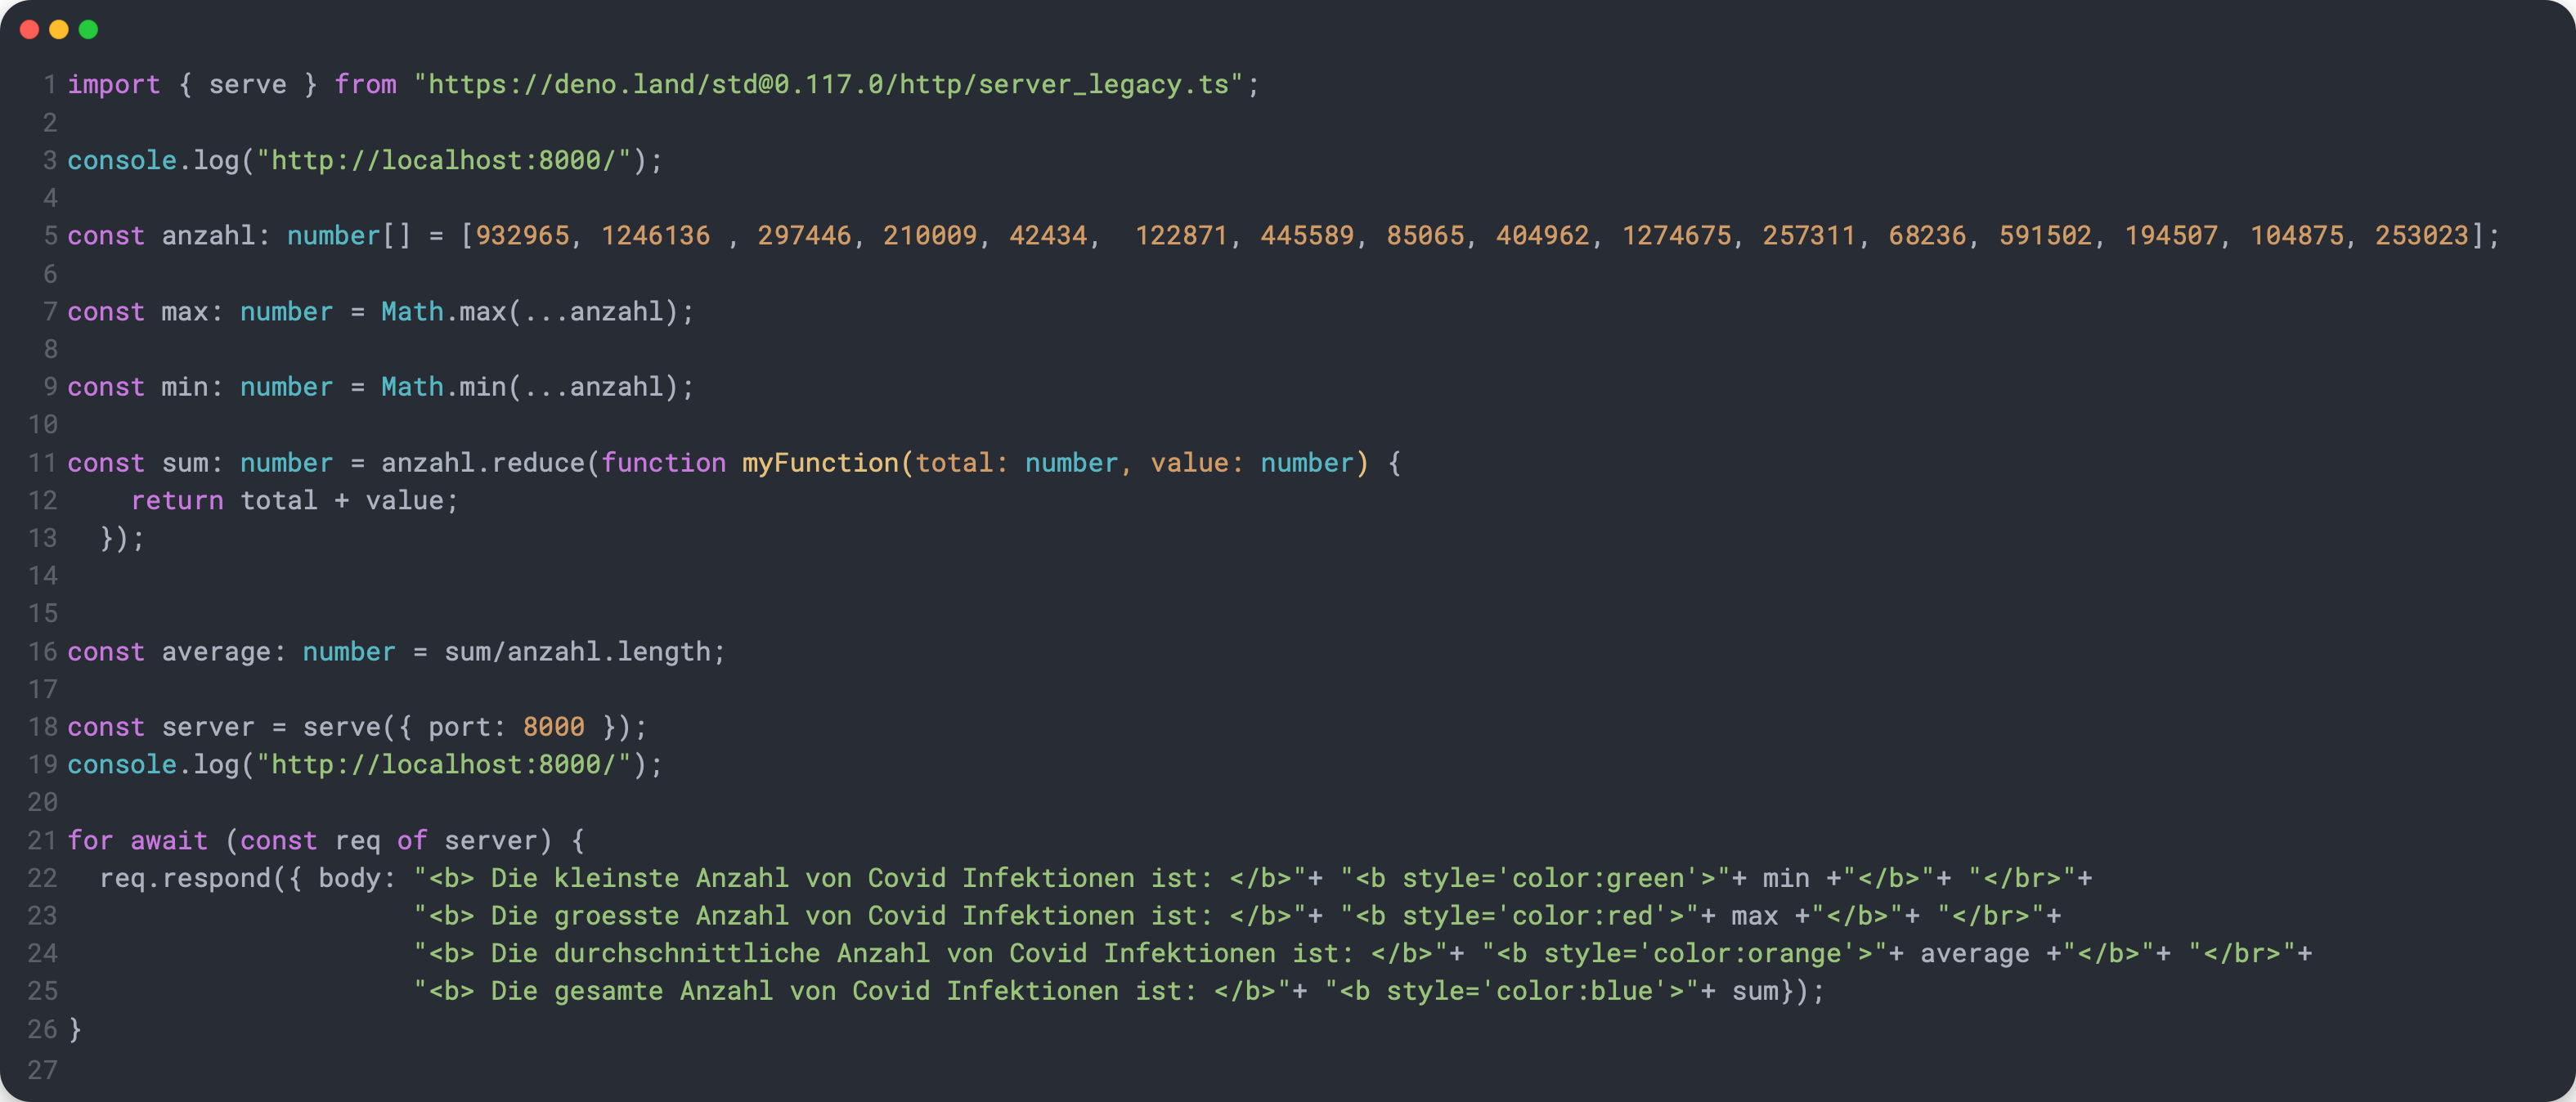 1 import { serve } from "https://deno.land/std@0.117.0/http/server_legacy.ts";
2
3 console.log("http://localhost:8000/");
4
5 const anzahl: number[] = [932965, 1246136 , 297446, 210009, 42434,  122871, 445589, 85065, 404962, 1274675, 257311, 68236, 591502, 194507, 104875, 253023];
6
7 const max: number = Math.max(...anzahl);
8
9 const min: number = Math.min(...anzahl);
10
11 const sum: number = anzahl.reduce(function myFunction(total: number, value: number) {
12     return total + value;
13   });
14
15
16 const average: number = sum/anzahl.length;
17
18 const server = serve({ port: 8000 });
19 console.log("http://localhost:8000/");
20
21 for await (const req of server) {
22   req.respond({ body: "<b> Die kleinste Anzahl von Covid Infektionen ist: </b>"+ "<b style='color:green'>"+ min +"</b>"+ "</br>"+
23                       "<b> Die groesste Anzahl von Covid Infektionen ist: </b>"+ "<b style='color:red'>"+ max +"</b>"+ "</br>"+
24                       "<b> Die durchschnittliche Anzahl von Covid Infektionen ist: </b>"+ "<b style='color:orange'>"+ average +"</b>"+ "</br>"+
25                       "<b> Die gesamte Anzahl von Covid Infektionen ist: </b>"+ "<b style='color:blue'>"+ sum});
26 }
27